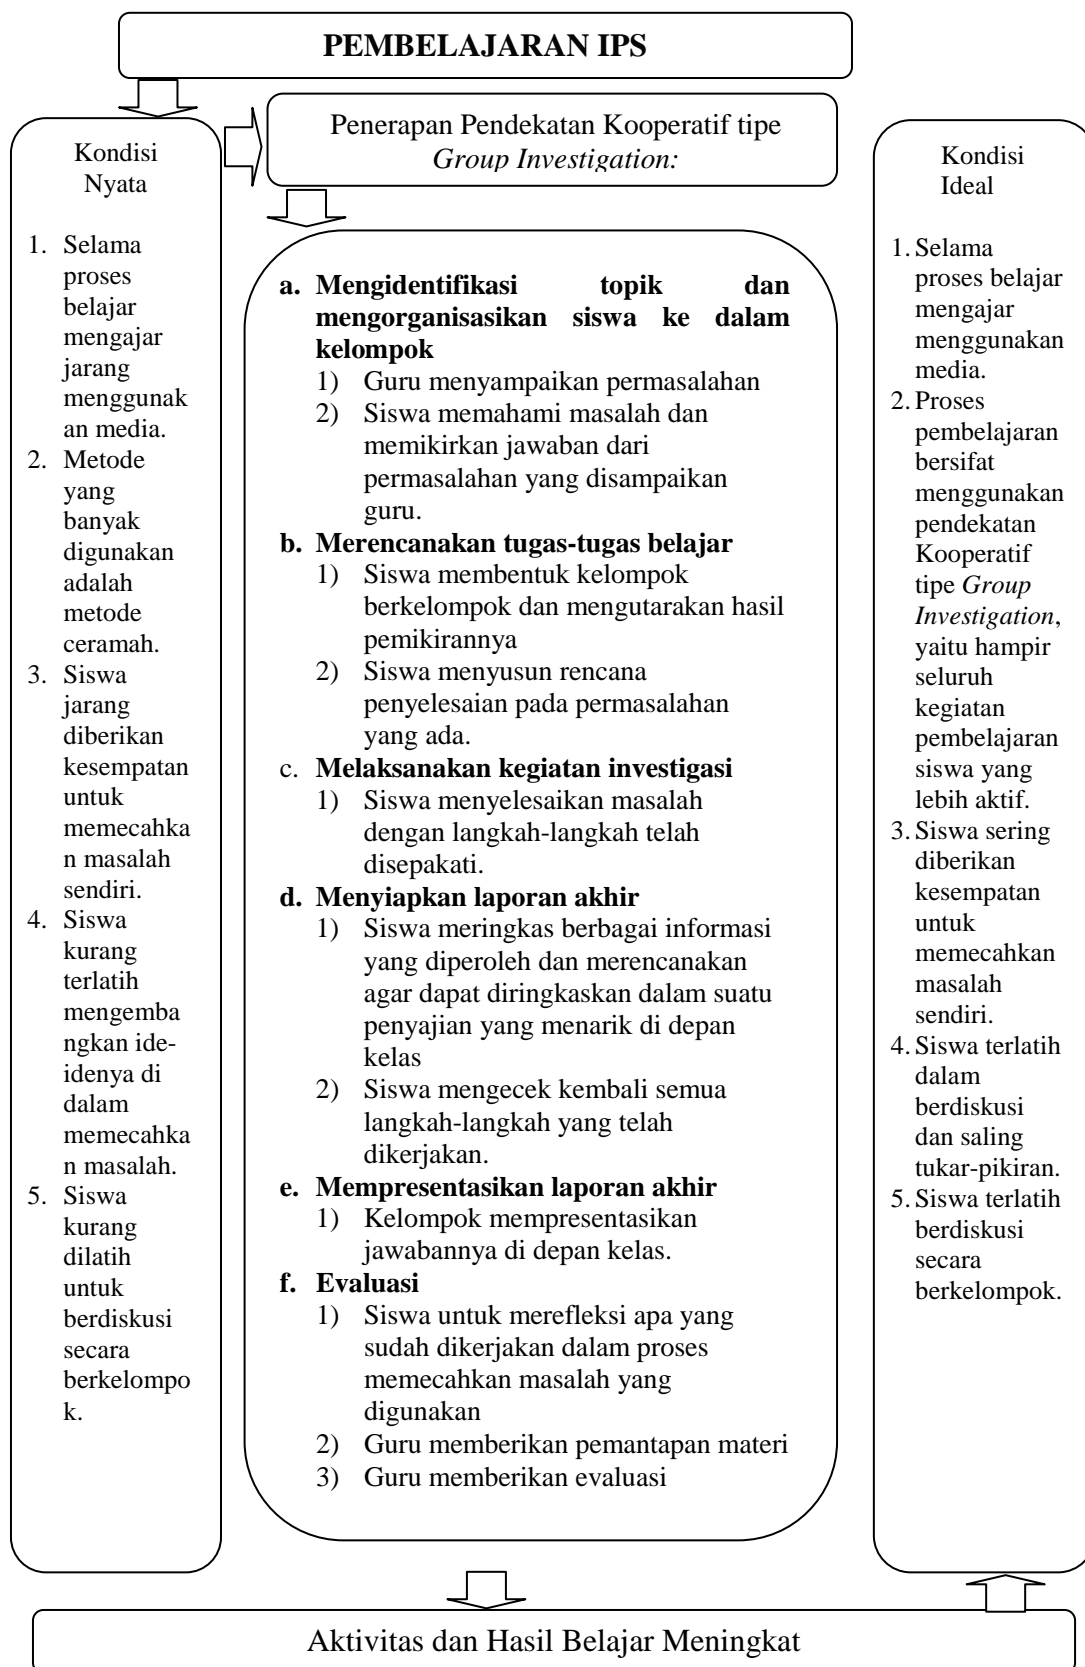 PEMBELAJARAN IPS
Kondisi
Nyata
1. Selama
proses
belajar
mengajar
jarang
menggunak
an media.
2. Metode
yang
banyak
digunakan
adalah
metode
ceramah.
3. Siswa
jarang
diberikan
kesempatan
untuk
memecahka
n masalah
sendiri.
4. Siswa
kurang
terlatih
mengemba
ngkan ide-
idenya di
dalam
memecahka
n masalah.
5. Siswa
kurang
dilatih
untuk
berdiskusi
secara
berkelompo
k.
Penerapan Pendekatan Kooperatif tipe
Group Investigation:
a. Mengidentifikasi topik dan
mengorganisasikan siswa ke dalam
kelompok
1) Guru menyampaikan permasalahan
2) Siswa memahami masalah dan
memikirkan jawaban dari
permasalahan yang disampaikan
guru.
b. Merencanakan tugas-tugas belajar
1) Siswa membentuk kelompok
berkelompok dan mengutarakan hasil
pemikirannya
2) Siswa menyusun rencana
penyelesaian pada permasalahan
yang ada.
c. Melaksanakan kegiatan investigasi
1) Siswa menyelesaikan masalah
dengan langkah-langkah telah
disepakati.
d. Menyiapkan laporan akhir
1) Siswa meringkas berbagai informasi
yang diperoleh dan merencanakan
agar dapat diringkaskan dalam suatu
penyajian yang menarik di depan
kelas
2) Siswa mengecek kembali semua
langkah-langkah yang telah
dikerjakan.
e. Mempresentasikan laporan akhir
1) Kelompok mempresentasikan
jawabannya di depan kelas.
f. Evaluasi
1) Siswa untuk merefleksi apa yang
sudah dikerjakan dalam proses
memecahkan masalah yang
digunakan
2) Guru memberikan pemantapan materi
3) Guru memberikan evaluasi
Kondisi
Ideal
1. Selama
proses belajar
mengajar
menggunakan
media.
2. Proses
pembelajaran
bersifat
menggunakan
pendekatan
Kooperatif
tipe Group
Investigation,
yaitu hampir
seluruh
kegiatan
pembelajaran
siswa yang
lebih aktif.
3. Siswa sering
diberikan
kesempatan
untuk
memecahkan
masalah
sendiri.
4. Siswa terlatih
dalam
berdiskusi
dan saling
tukar-pikiran.
5. Siswa terlatih
berdiskusi
secara
berkelompok.
Aktivitas dan Hasil Belajar Meningkat